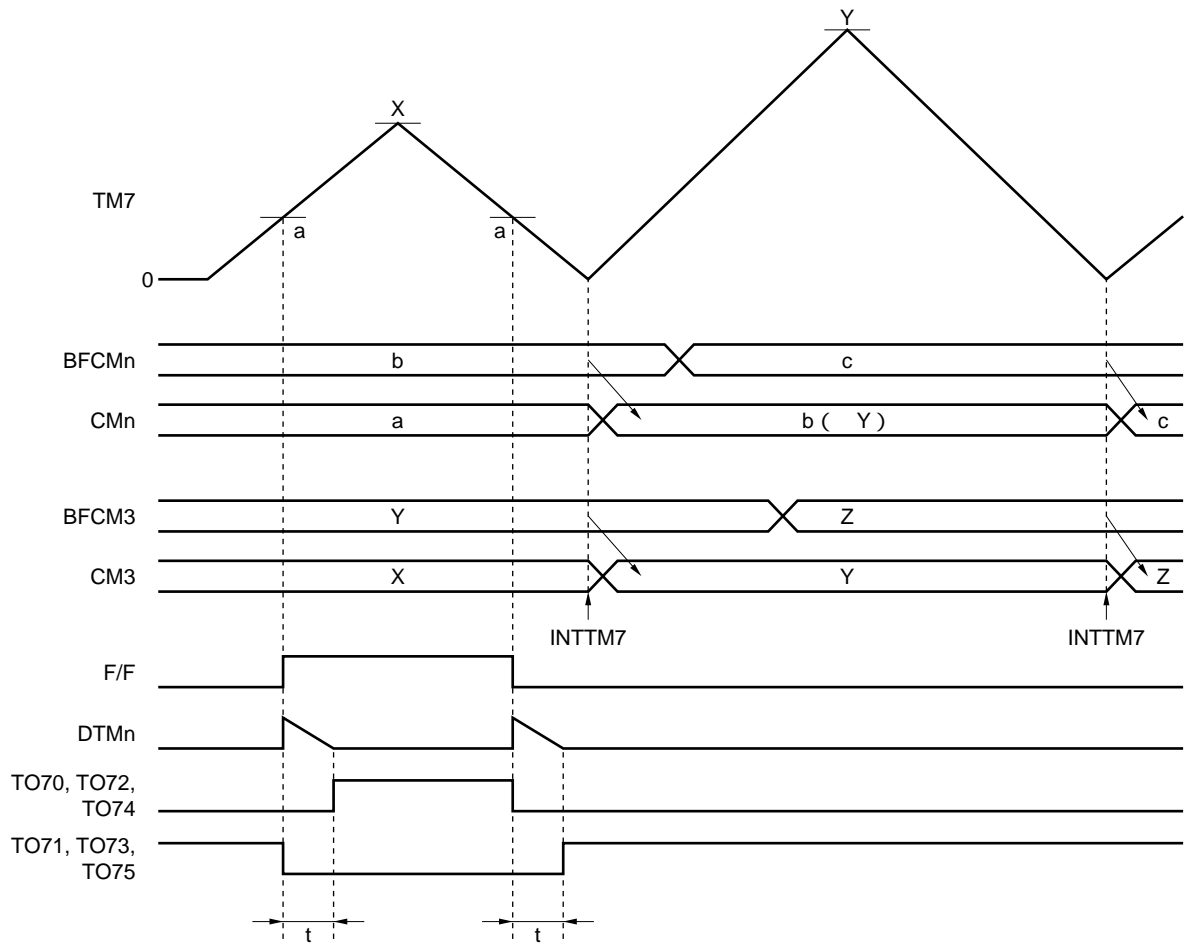 Y
X
TM7
a
a
0
BFCMn
b
c
CMn
a
b ( Y )
c
BFCM3
Y
Z
CM3
X
Y
Z
INTTM7
INTTM7
F/F
DTMn
TO70, TO72,
TO74
TO71, TO73,
TO75
t
t